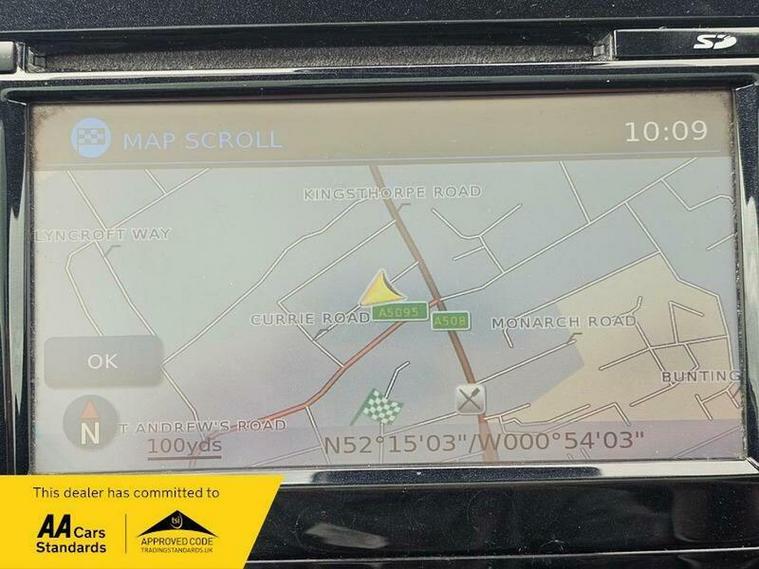 SD
MAP SCROLL
10:09
KINGSTHORPE ROAD
LYNCROFT WAY
CURRIE ROAD
A5095
A508
MONARCH ROAD
OK
BUNTING
N
T ANDREW'S ROAD
100yds
N52°15'03"/W000°54'03"
This dealer has committed to
AA Cars
Standards
tsi
APPROVED CODE
TRADINGSTANDARDS.UK